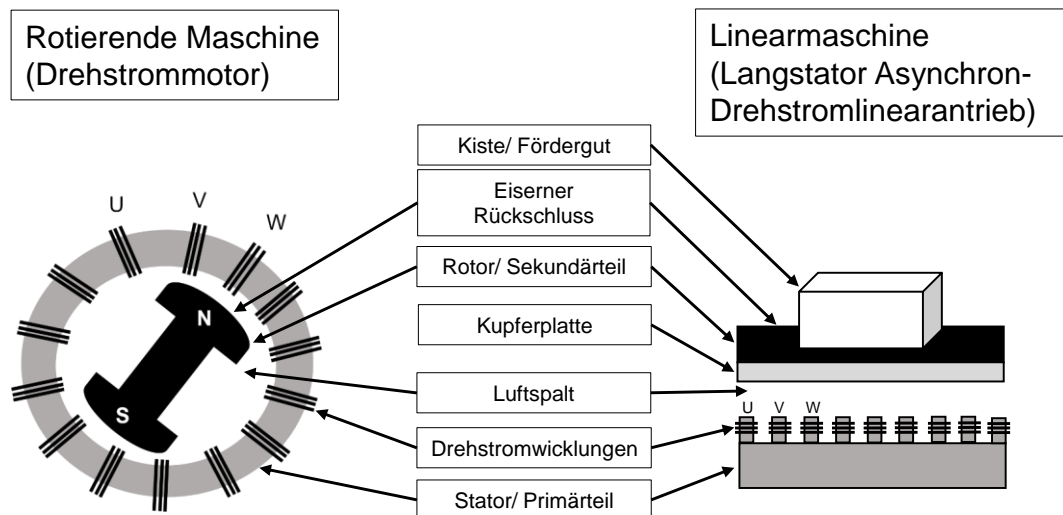 Rotierende Maschine
(Drehstrommotor)
Linearmaschine
(Langstator Asynchron-
Drehstromlinearantrieb)
Kiste/ Fördergut
Eiserner
Rückschluss
Rotor/ Sekundärteil
Kupferplatte
Luftspalt
Drehstromwicklungen
Stator/ Primärteil
U
V
W
N
S
U V W